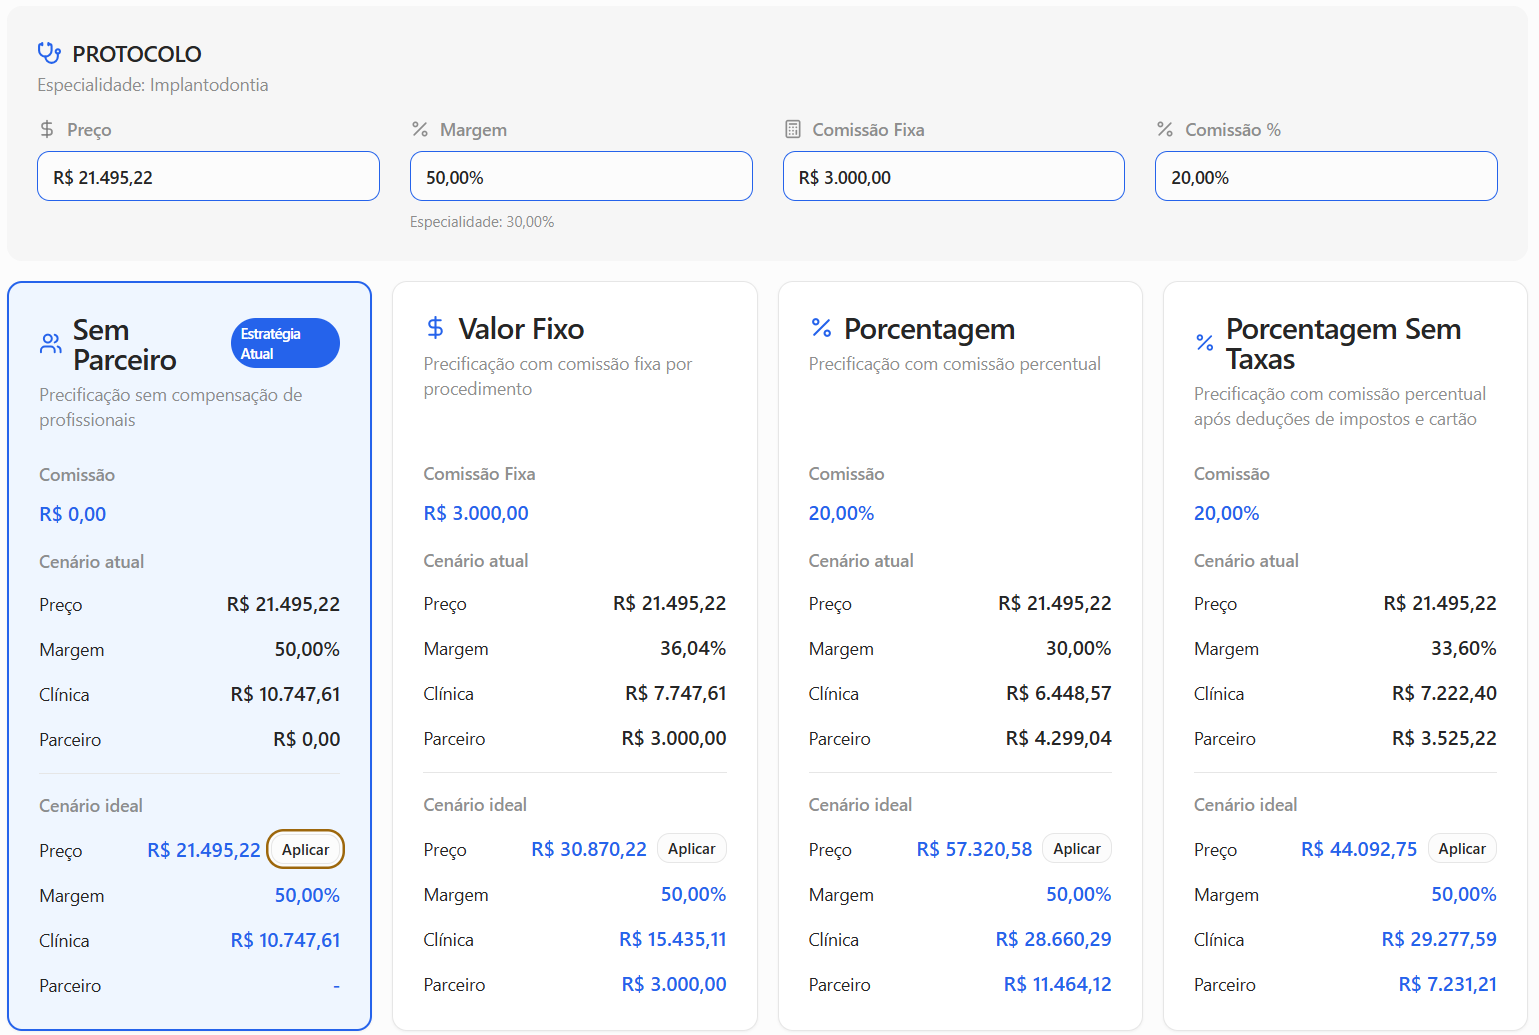 PROTOCOLO
Especialidade: Implantodontia
Preço
Margem
Comissão Fixa
Comissão %
R$ 21.495,22
50,00%
R$ 3.000,00
20,00%
Especialidade: 30,00%
Sem
Parceiro
Estratégia
Atual
Precificação sem compensação de
profissionais
Comissão
R$ 0,00
Cenário atual
Preço R$ 21.495,22
Margem 50,00%
Clínica R$ 10.747,61
Parceiro R$ 0,00
Cenário ideal
Preço R$ 21.495,22 Aplicar
Margem 50,00%
Clínica R$ 10.747,61
Parceiro -
Valor Fixo
Precificação com comissão fixa por
procedimento
Comissão Fixa
R$ 3.000,00
Cenário atual
Preço R$ 21.495,22
Margem 36,04%
Clínica R$ 7.747,61
Parceiro R$ 3.000,00
Cenário ideal
Preço R$ 30.870,22 Aplicar
Margem 50,00%
Clínica R$ 15.435,11
Parceiro R$ 3.000,00
Porcentagem
Precificação com comissão percentual
Comissão
20,00%
Cenário atual
Preço R$ 21.495,22
Margem 30,00%
Clínica R$ 6.448,57
Parceiro R$ 4.299,04
Cenário ideal
Preço R$ 57.320,58 Aplicar
Margem 50,00%
Clínica R$ 28.660,29
Parceiro R$ 11.464,12
Porcentagem Sem
Taxas
Precificação com comissão percentual
após deduções de impostos e cartão
Comissão
20,00%
Cenário atual
Preço R$ 21.495,22
Margem 33,60%
Clínica R$ 7.222,40
Parceiro R$ 3.525,22
Cenário ideal
Preço R$ 44.092,75 Aplicar
Margem 50,00%
Clínica R$ 29.277,59
Parceiro R$ 7.231,21